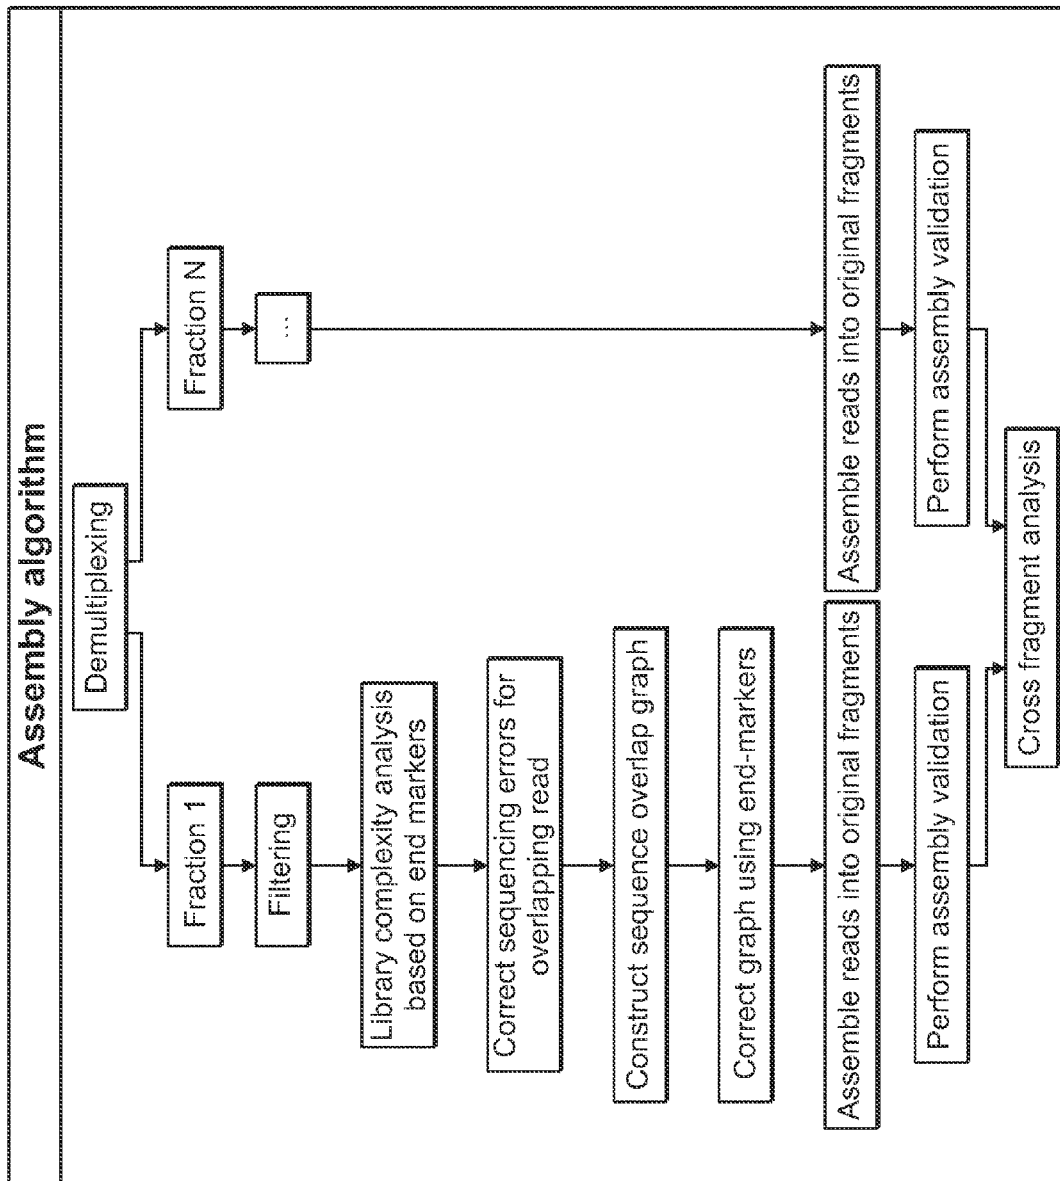 Assembly algorithm
Demultiplexing
Fraction 1
Fraction N
Filtering
...
Library complexity analysis
based on end markers
Correct sequencing errors for
overlapping read
Construct sequence overlap graph
Correct graph using end-markers
Assemble reads into original fragments
Assemble reads into original fragments
Perform assembly validation
Perform assembly validation
Cross fragment analysis